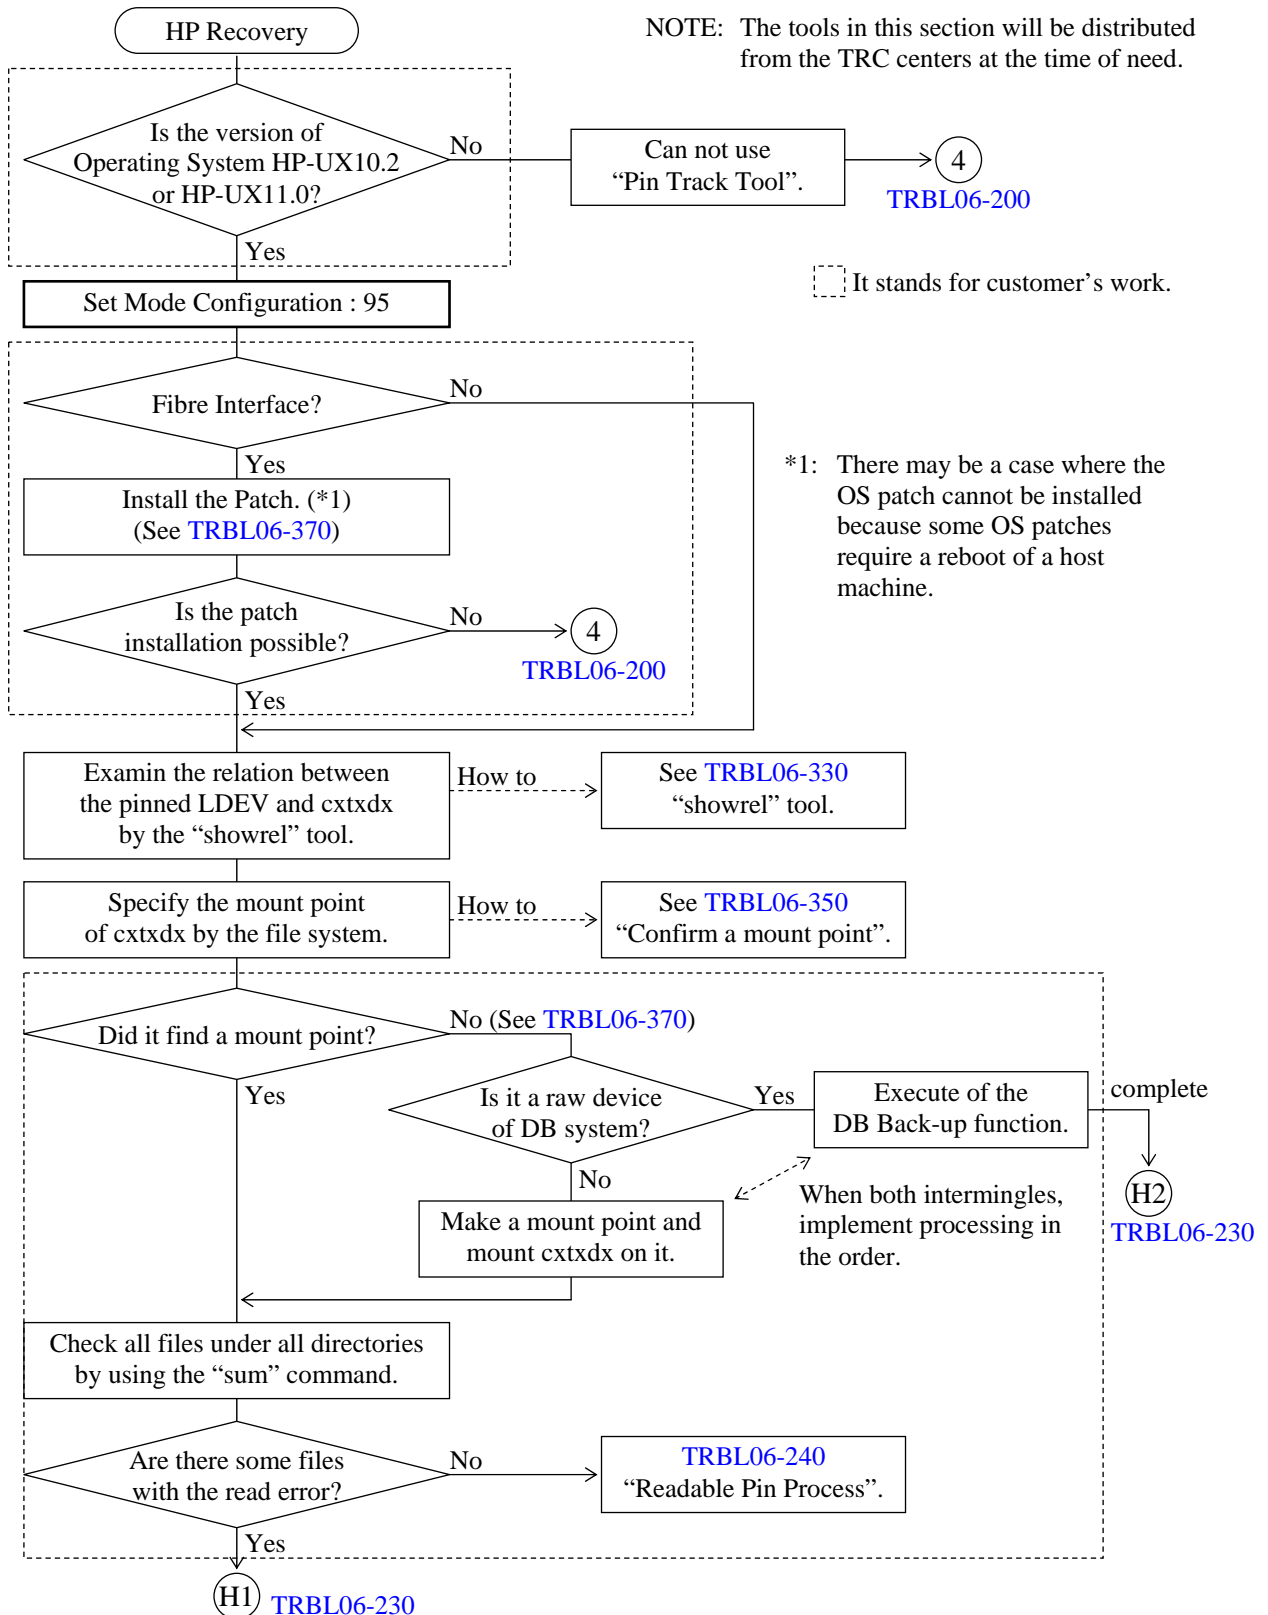 HP Recovery
NOTE: The tools in this section will be distributed
from the TRC centers at the time of need.
Is the version of
Operating System HP-UX10.2
or HP-UX11.0?
No
Can not use
“Pin Track Tool”.
4
TRBL06-200
Yes
It stands for customer’s work.
Set Mode Configuration : 95
Fibre Interface?
No
Yes
Install the Patch. (*1)
(See TRBL06-370)
*1: There may be a case where the
OS patch cannot be installed
because some OS patches
require a reboot of a host
machine.
Is the patch
installation possible?
No
4
TRBL06-200
Yes
Examin the relation between
the pinned LDEV and cxtxdx
by the “showrel” tool.
How to
See TRBL06-330
“showrel” tool.
Specify the mount point
of cxtxdx by the file system.
How to
See TRBL06-350
“Confirm a mount point”.
Did it find a mount point?
No (See TRBL06-370)
Yes
Is it a raw device
of DB system?
Yes
Execute of the
DB Back-up function.
complete
H2
TRBL06-230
No
When both intermingles,
implement processing in
the order.
Make a mount point and
mount cxtxdx on it.
Check all files under all directories
by using the “sum” command.
Are there some files
with the read error?
No
TRBL06-240
“Readable Pin Process”.
Yes
H1
TRBL06-230